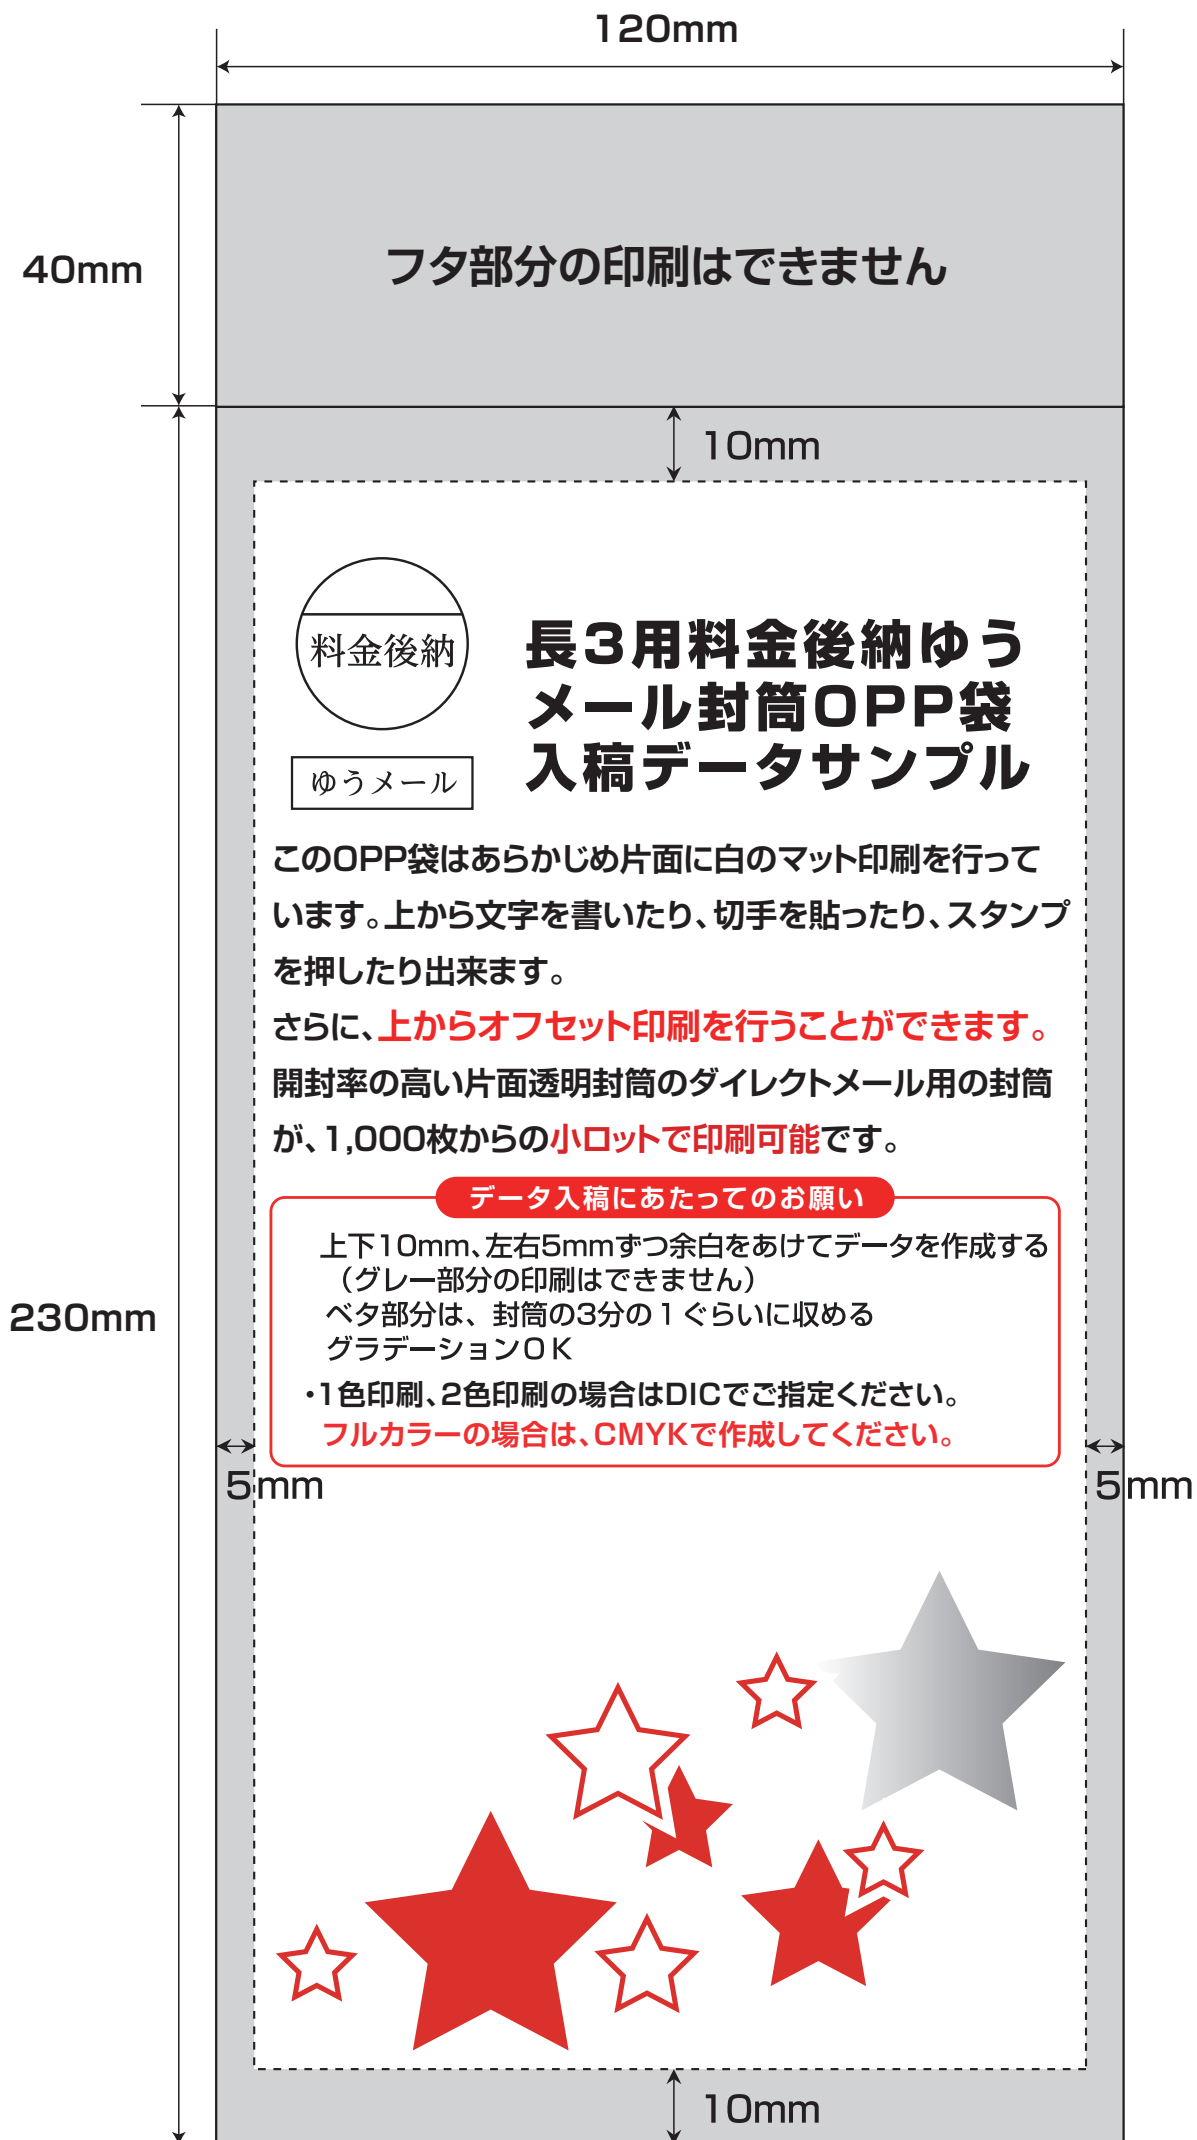 120mm
40mm
フタ部分の印刷はできません
10mm
料金後納
ゆうメール
長3用料金後納ゆう
メール封筒OPP袋
入稿データサンプル
このOPP袋はあらかじめ片面に白のマット印刷を行って
います。上から文字を書いたり、切手を貼ったり、スタンプ
を押したり出来ます。
さらに、上からオフセット印刷を行うことができます。
開封率の高い片面透明封筒のダイレクトメール用の封筒
が、1,000枚からの小ロットで印刷可能です。
データ入稿にあたってのお願い
上下10mm、左右5mmずつ余白をあけてデータを作成する
（グレー部分の印刷はできません）
ベタ部分は、封筒の3分の１ぐらいに収める
グラデーションＯＫ
・1色印刷、2色印刷の場合はDICでご指定ください。
フルカラーの場合は、CMYKで作成してください。
230mm
5mm
5mm
10mm